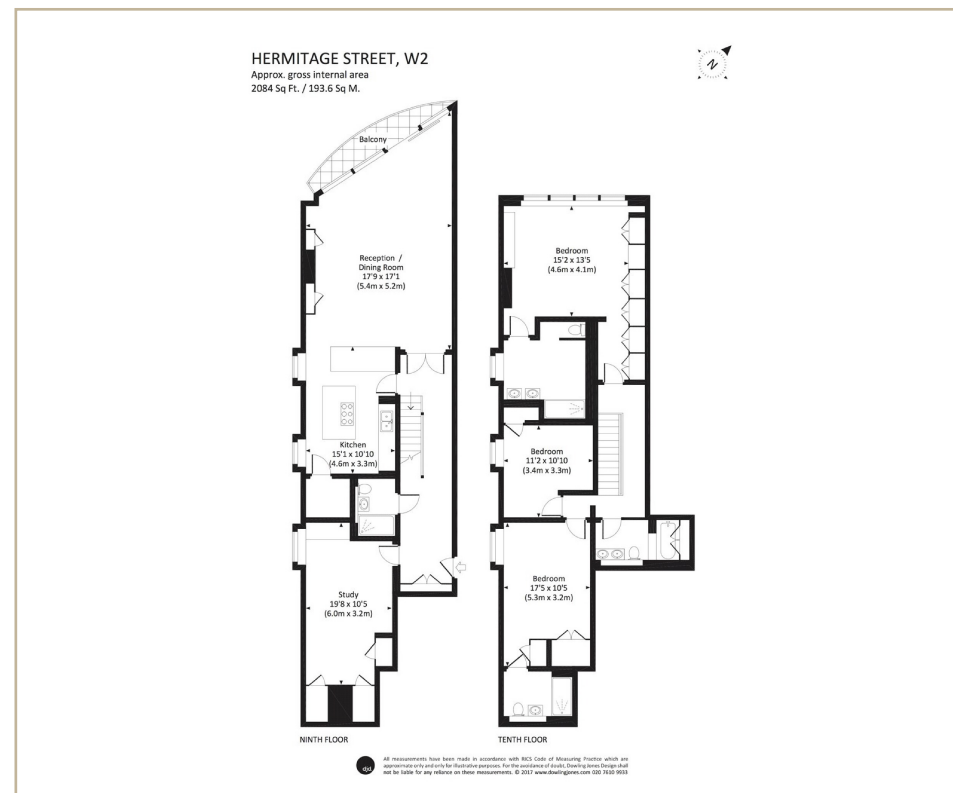 HERMITAGE STREET, W2
Approx. gross internal area
2084 Sq Ft. / 193.6 Sq M.
N
Balcony
Reception /
Dining Room
17'9 x 17'1
(5.4m x 5.2m)
Kitchen
15'1 x 10'10
(4.6m x 3.3m)
Study
19'8 x 10'5
(6.0m x 3.2m)
NINTH FLOOR
Bedroom
15'2 x 13'5
(4.6m x 4.1m)
Bedroom
11'2 x 10'10
(3.4m x 3.3m)
Bedroom
17'5 x 10'5
(5.3m x 3.2m)
TENTH FLOOR
djd
All measurements have been made in accordance with RICS Code of Measuring Practice which are
approximate only and only for illustrative purposes. For the avoidance of doubt, Dowling Jones Design shall
not be liable for any reliance on these measurements. © 2017 www.dowlingjones.com 020 7610 9933